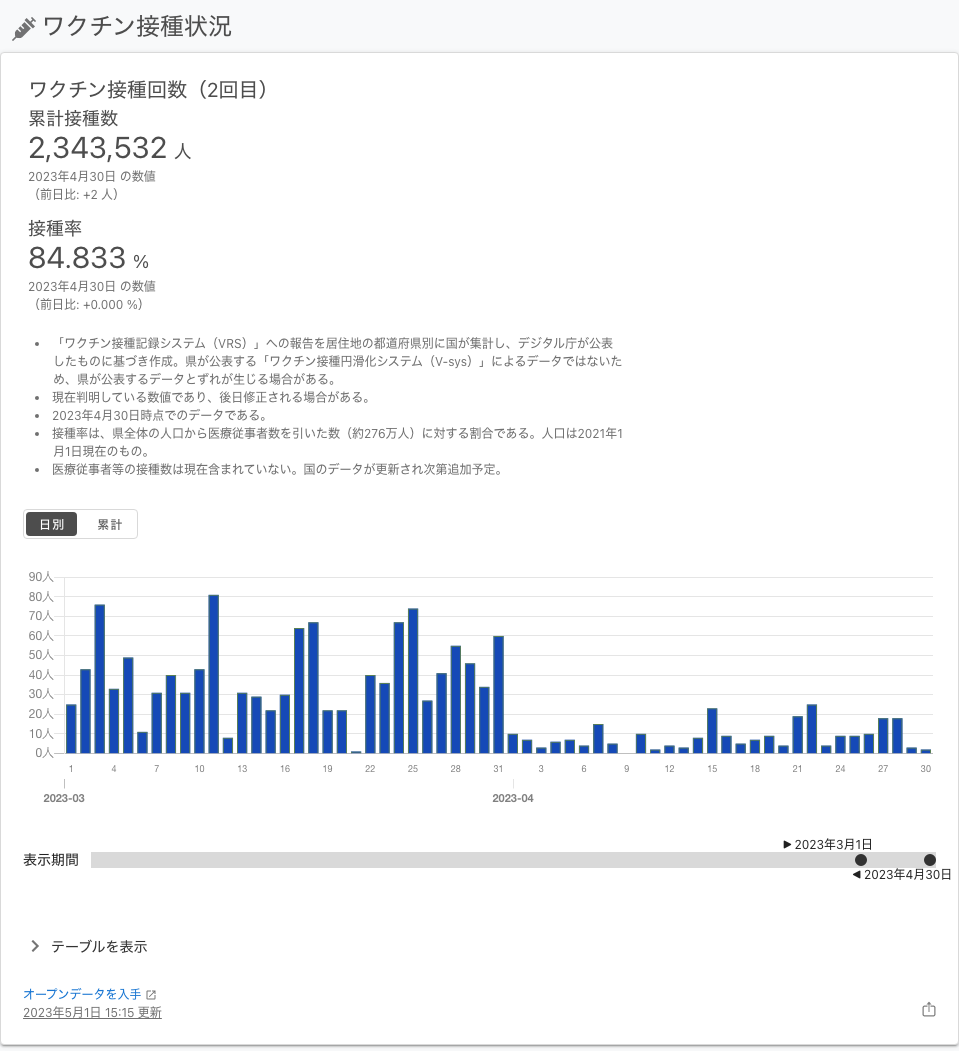 ワクチン接種状況
ワクチン接種回数（2回目）
累計接種数
2,343,532 人
2023年4月30日 の数値
（前日比: +2 人）
接種率
84.833 %
2023年4月30日 の数値
（前日比: +0.000 %）
• 「ワクチン接種記録システム（VRS）」への報告を居住地の都道府県別に国が集計し、デジタル庁が公表
したものに基づき作成。県が公表する「ワクチン接種円滑化システム（V-sys）」によるデータではないた
め、県が公表するデータとずれが生じる場合がある。
• 現在判明している数値であり、後日修正される場合がある。
• 2023年4月30日時点でのデータである。
• 接種率は、県全体の人口から医療従事者数を引いた数（約276万人）に対する割合である。人口は2021年1
月1日現在のもの。
• 医療従事者等の接種数は現在含まれていない。国のデータが更新され次第追加予定。
日別 累計
90人
80人
70人
60人
50人
40人
30人
20人
10人
0人
1 4 7 10 13 16 19 22 25 28 31 3 6 9 12 15 18 21 24 27 30
2023-03 2023-04
▶ 2023年3月1日
表示期間
◀ 2023年4月30日
テーブルを表示
オープンデータを入手
2023年5月1日 15:15 更新